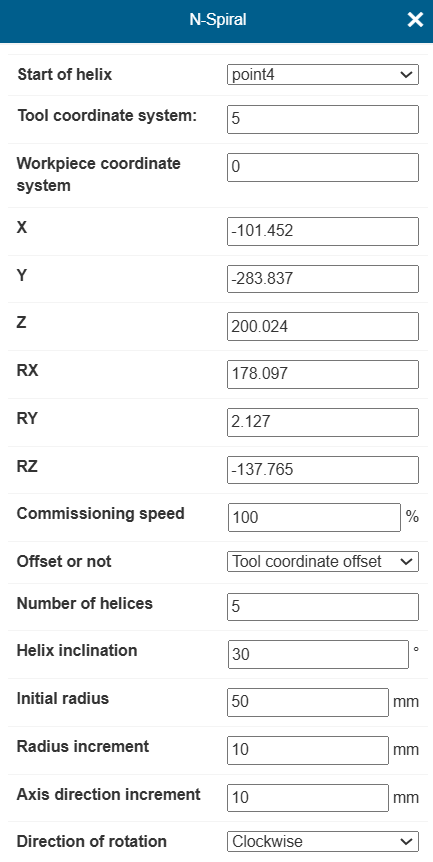 N-Spiral
Start of helix point4
Tool coordinate system: 5
Workpiece coordinate
system 0
X -101.452
Y -283.837
Z 200.024
RX 178.097
RY 2.127
RZ -137.765
Commissioning speed 100 %
Offset or not Tool coordinate offset
Number of helices 5
Helix inclination 30 °
Initial radius 50 mm
Radius increment 10 mm
Axis direction increment 10 mm
Direction of rotation Clockwise